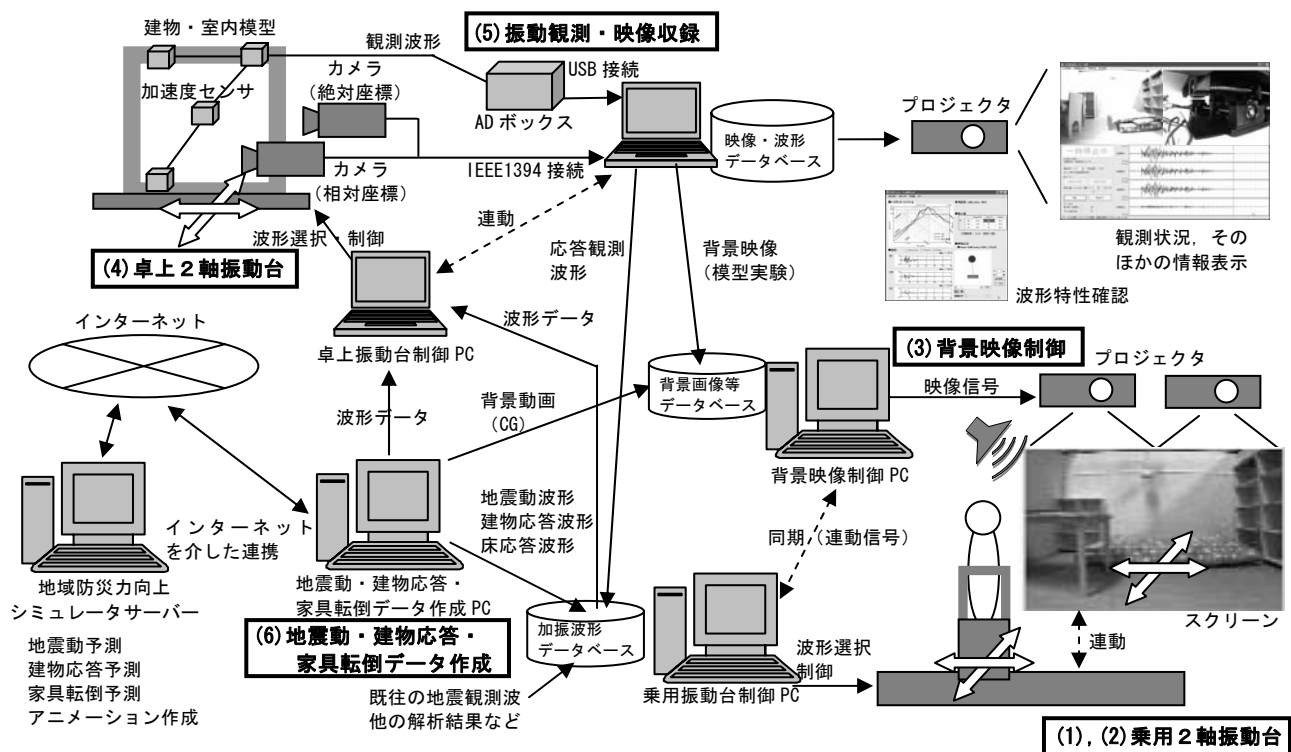 建物・室内模型
加速度センサ
観測波形
(5) 振動観測・映像収録
カメラ
(絶対座標)
ADボックス
USB 接続
カメラ
(相対座標)
IEEE1394 接続
映像・波形
データベース
プロジェクタ
観測状況, その
ほかの情報表示
波形特性確認
波形選択・制御
(4) 卓上２軸振動台
連動
応答観測
波形
背景映像
(模型実験)
インターネット
卓上振動台制御 PC
波形データ
波形データ
背景動画
(CG)
背景画像等
データベース
(3) 背景映像制御
映像信号
プロジェクタ
背景映像制御 PC
インターネット
を介した連携
地震動波形
建物応答波形
床応答波形
同期（連動信号）
地域防災力向上
シミュレータサーバー
地震動予測
建物応答予測
家具転倒予測
アニメーション作成
地震動・建物応答・
家具転倒データ作成 PC
(6) 地震動・建物応答・
家具転倒データ作成
加振波形
データベース
既往の地震観測波
他の解析結果など
乗用振動台制御 PC
波形選択
制御
スクリーン
連動
(1), (2) 乗用２軸振動台